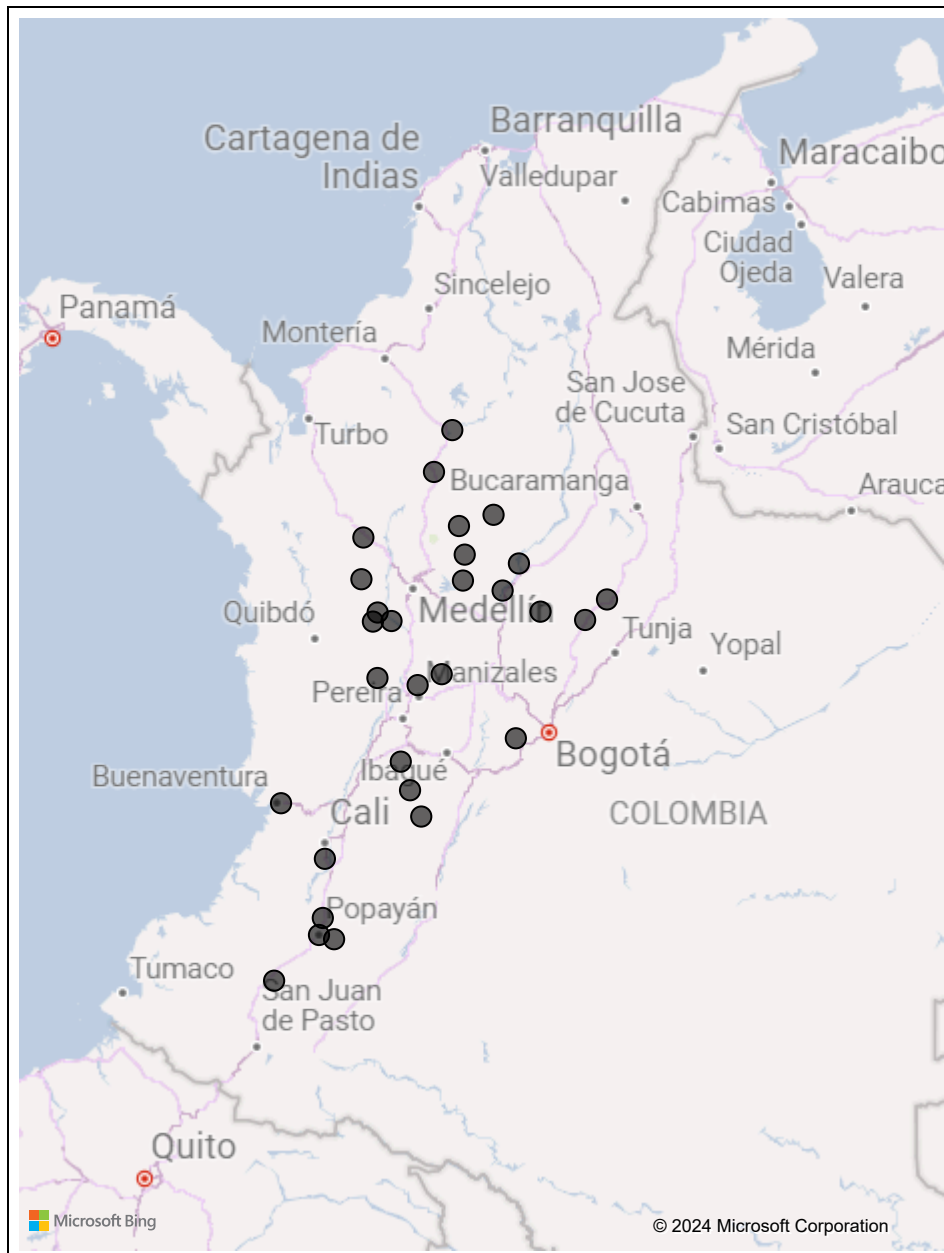 Barranquilla
Cartagena de
Indias
Maracaibo
Valledupar
Cabimas
Ciudad
Ojeda
Valera
Sincelejo
Panamá
Montería
Mérida
San Jose
de Cucuta
San Cristóbal
Turbo
Bucaramanga
Arauca
Quibdó
Medellín
Tunja
Yopal
Manizales
Pereira
Bogotá
Ibagué
Buenaventura
Cali
COLOMBIA
Popayán
Tumaco
San Juan
de Pasto
Quito
Microsoft Bing
© 2024 Microsoft Corporation